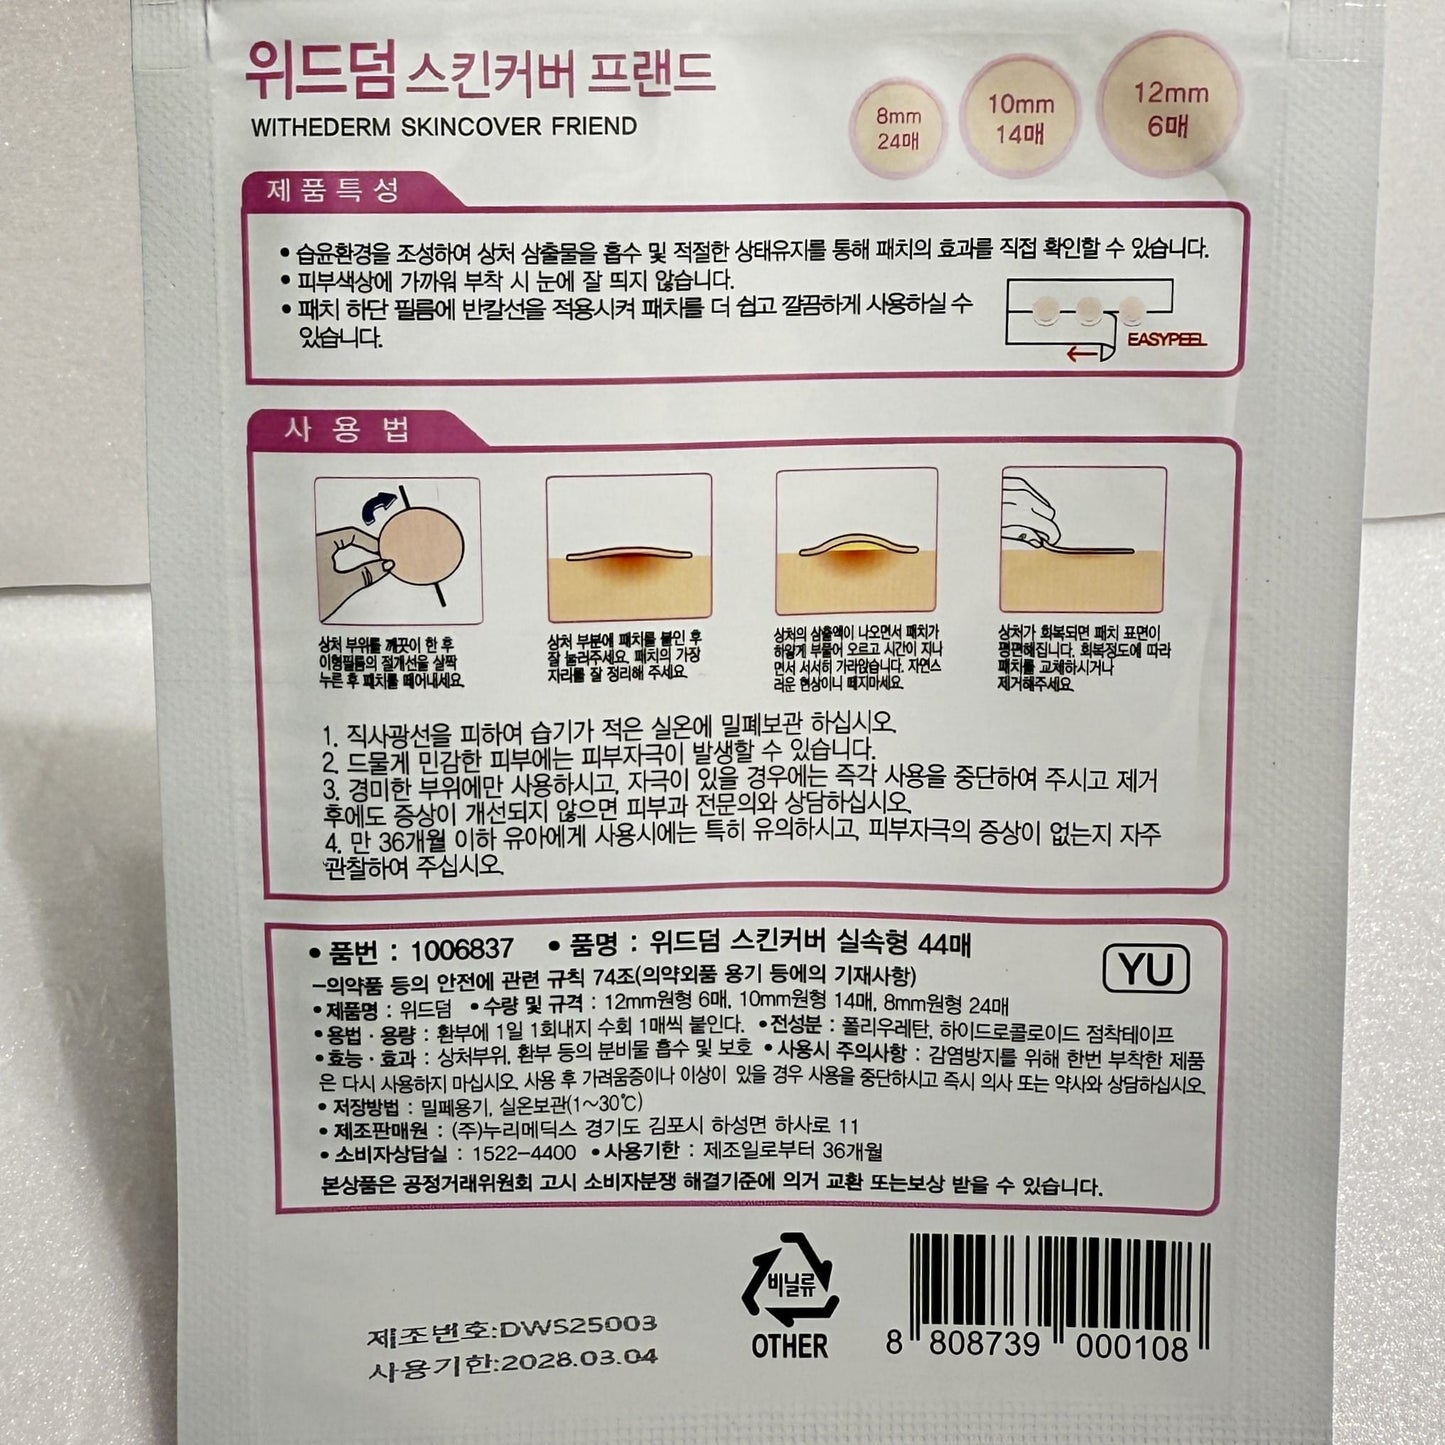 위드덤 스킨커버 프랜드
WITHEDERM SKINCOVER FRIEND
8mm
24매
10mm
14매
12mm
6매
제품특성
• 습윤환경을 조성하여 상처 삼출물을 흡수 및 적절한 상태유지를 통해 패치의 효과를 직접 확인할 수 있습니다.
• 피부색상에 가까워 부착 시 눈에 잘 띄지 않습니다.
• 패치 하단 필름에 반칼선을 적용시켜 패치를 더 쉽고 깔끔하게 사용하실 수
있습니다.
EASYPEEL
사용법
상처 부위를 깨끗이 한 후
이형필름의 절개선을 살짝
누른 후 패치를 떼어내세요.
상처 부분에 패치를 붙인 후
잘 눌러주세요. 패치의 가장
자리를 잘 정리해 주세요.
상처의 삼출액이 나오면서 패치가
하얗게 부풀어 오르고 시간이 지나
면서 서서히 가라앉습니다. 자연스
러운 현상이니 떼지마세요.
상처가 회복되면 패치 표면이
평편해집니다. 회복정도에 따라
패치를 교체하시거나
제거해주세요.
1. 직사광선을 피하여 습기가 적은 실온에 밀폐보관 하십시오.
2. 드물게 민감한 피부에는 피부자극이 발생할 수 있습니다.
3. 경미한 부위에만 사용하시고, 자극이 있을 경우에는 즉각 사용을 중단하여 주시고 제거
후에도 증상이 개선되지 않으면 피부과 전문의와 상담하십시오.
4. 만 36개월 이하 유아에게 사용시에는 특히 유의하시고, 피부자극의 증상이 없는지 자주
관찰하여 주십시오.
• 품번 : 1006837 • 품명 : 위드덤 스킨커버 실속형 44매
YU
-의약품 등의 안전에 관련 규칙 74조(의약외품 용기 등에의 기재사항)
• 제품명 : 위드덤 • 수량 및 규격 : 12mm원형 6매, 10mm원형 14매, 8mm원형 24매
• 용법 · 용량 : 환부에 1일 1회내지 수회 1매씩 붙인다. • 전성분 : 폴리우레탄, 하이드로콜로이드 점착테이프
• 효능 · 효과 : 상처부위, 환부 등의 분비물 흡수 및 보호 • 사용시 주의사항 : 감염방지를 위해 한번 부착한 제품
은 다시 사용하지 마십시오. 사용 후 가려움증이나 이상이 있을 경우 사용을 중단하시고 즉시 의사 또는 약사와 상담하십시오.
• 저장방법 : 밀폐용기, 실온보관(1~30℃)
• 제조판매원 : (주)누리메딕스 경기도 김포시 하성면 하사로 11
• 소비자상담실 : 1522-4400 • 사용기한 : 제조일로부터 36개월
본상품은 공정거래위원회 고시 소비자분쟁 해결기준에 의거 교환 또는보상 받을 수 있습니다.
비닐류
OTHER
제조번호:DWS25003
사용기한:2028.03.04
8 808739 000108